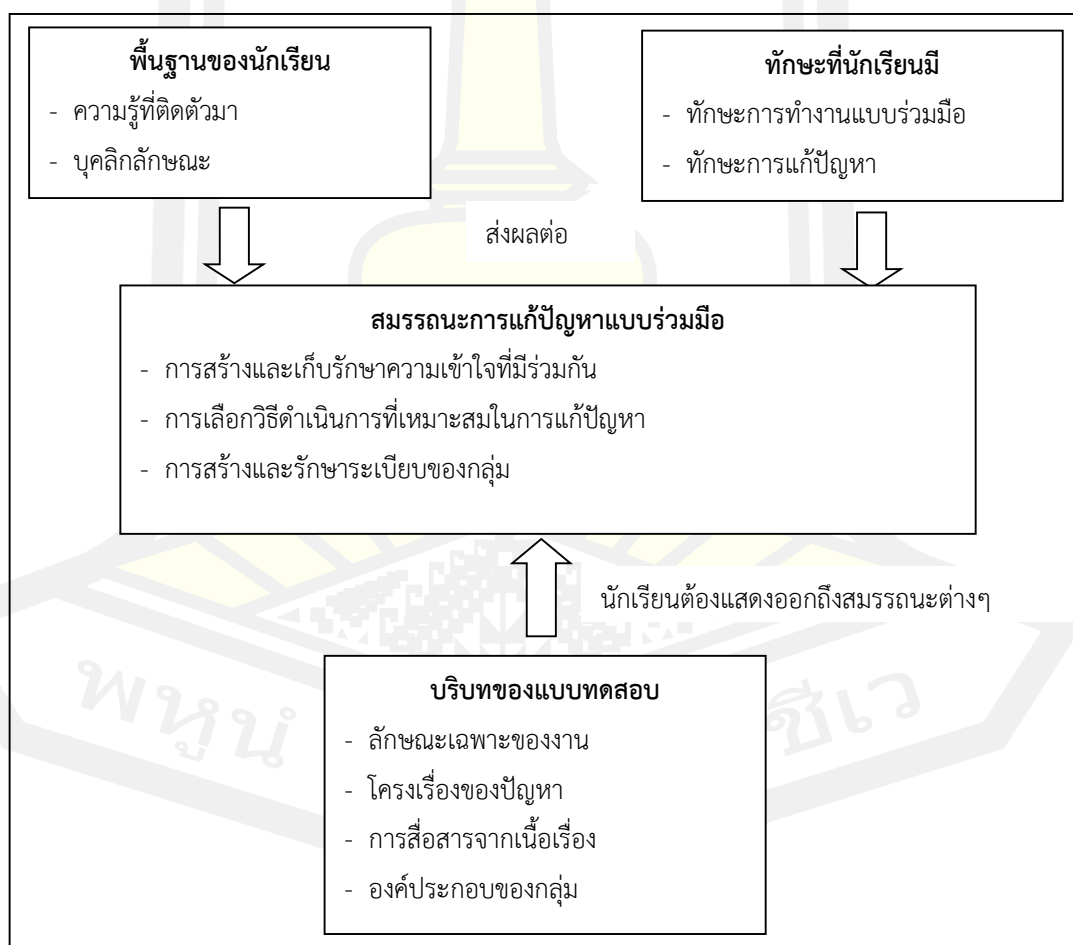 พื้นฐานของนักเรียน
- ความรู้ที่ติดตัวมา
- บุคลิกลักษณะ
ทักษะที่นักเรียนมี
- ทักษะการทำงานแบบร่วมมือ
- ทักษะการแก้ปัญหา
ส่งผลต่อ
สมรรถนะการแก้ปัญหาแบบร่วมมือ
- การสร้างและเก็บรักษาความเข้าใจที่มีร่วมกัน
- การเลือกวิธีดำเนินการที่เหมาะสมในการแก้ปัญหา
- การสร้างและรักษาระเบียบของกลุ่ม
นักเรียนต้องแสดงออกถึงสมรรถนะต่างๆ
บริบทของแบบทดสอบ
- ลักษณะเฉพาะของงาน
- โครงเรื่องของปัญหา
- การสื่อสารจากเนื้อเรื่อง
- องค์ประกอบของกลุ่ม
พหูนํ
ชีเว